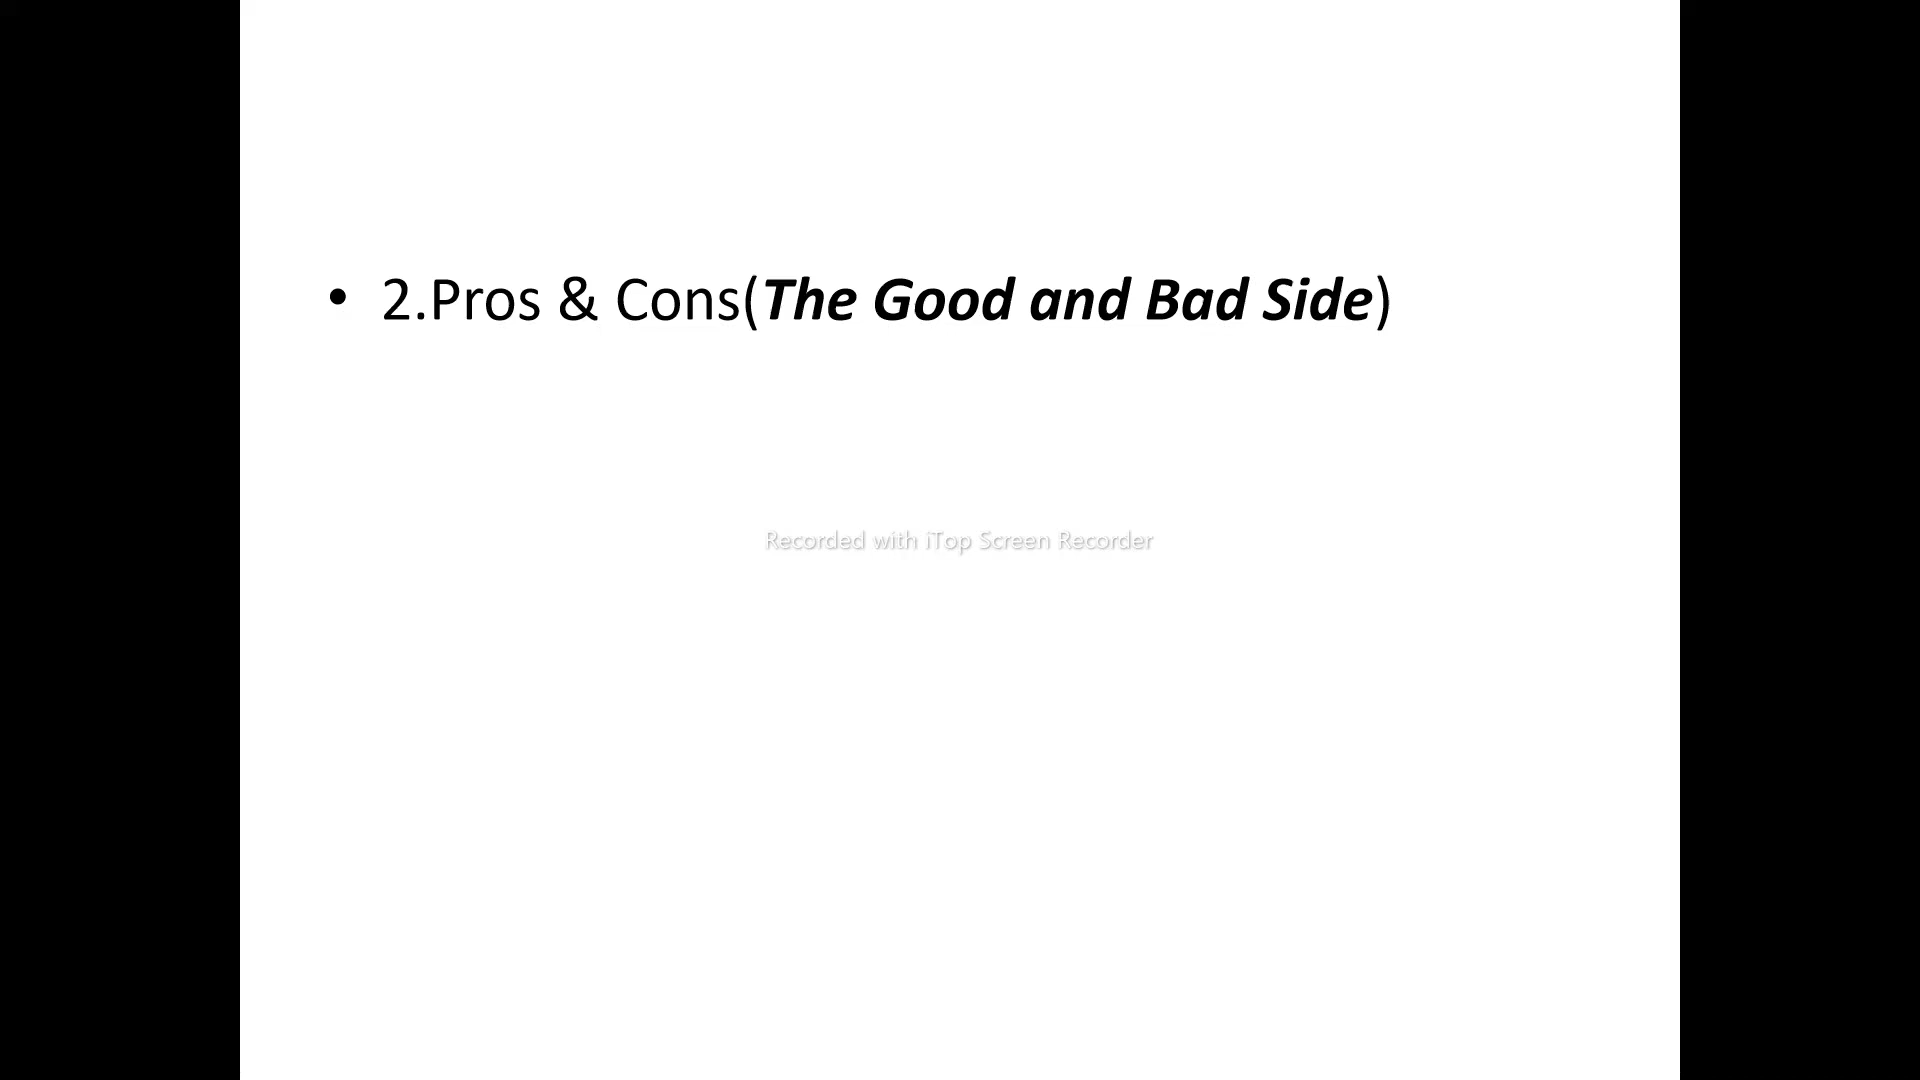 • 2.Pros & Cons(The Good and Bad Side)
Recorded with iTop Screen Recorder